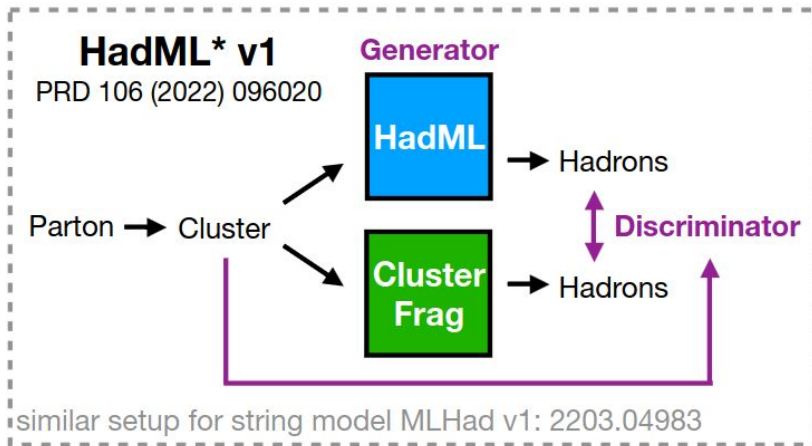 HadML* v1
PRD 106 (2022) 096020
Generator
HadML
Hadrons
Parton
Cluster
Discriminator
Cluster
Frag
Hadrons
similar setup for string model MLHad v1: 2203.04983